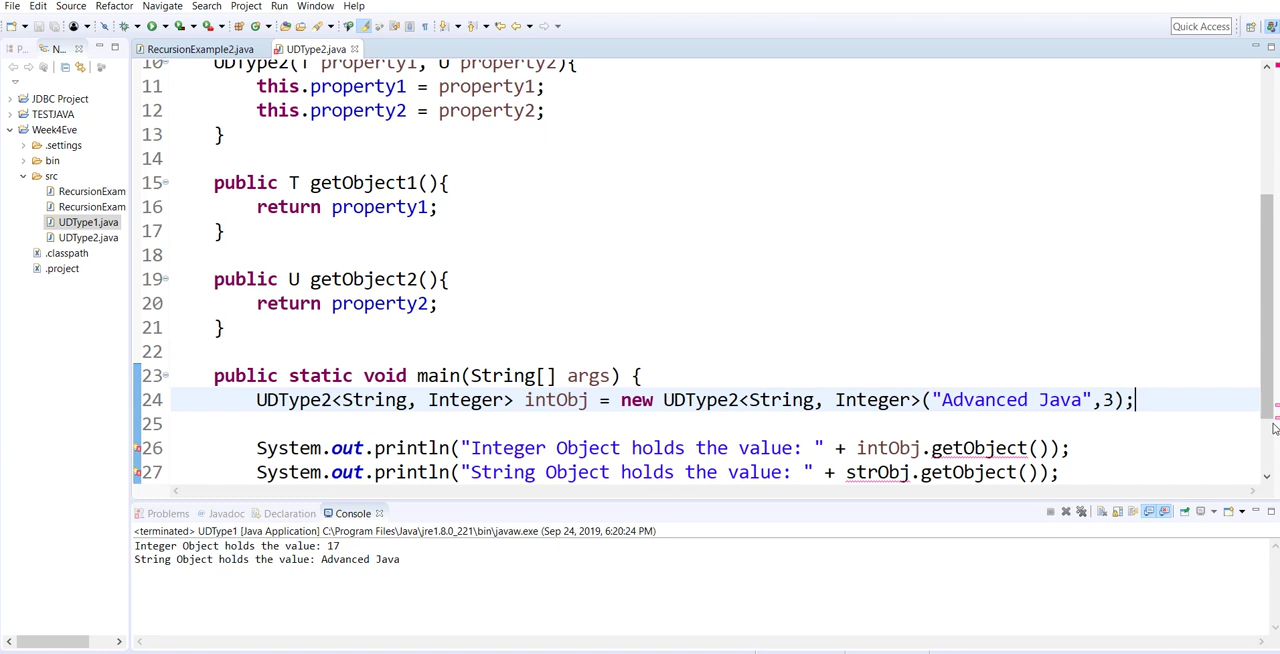 File Edit Source Refactor Navigate Search Project Run Window Help
Quick Access
P... N...
RecursionExample2.java UDType2.java
JDBC Project
TESTJAVA
Week4Eve
.settings
bin
src
RecursionExam
RecursionExam
UDType1.java
UDType2.java
.classpath
.project
10 UDType2(T property1, U property2){
11 this.property1 = property1;
12 this.property2 = property2;
13 }
14
15 public T getObject1(){
16 return property1;
17 }
18
19 public U getObject2(){
20 return property2;
21 }
22
23 public static void main(String[] args) {
24 UDType2<String, Integer> intObj = new UDType2<String, Integer>("Advanced Java",3);
25
26 System.out.println("Integer Object holds the value: " + intObj.getObject());
27 System.out.println("String Object holds the value: " + strObj.getObject());
Problems Javadoc Declaration Console
<terminated> UDType1 [Java Application] C:\Program Files\Java\jre1.8.0_221\bin\javaw.exe (Sep 24, 2019, 6:20:24 PM)
Integer Object holds the value: 17
String Object holds the value: Advanced Java